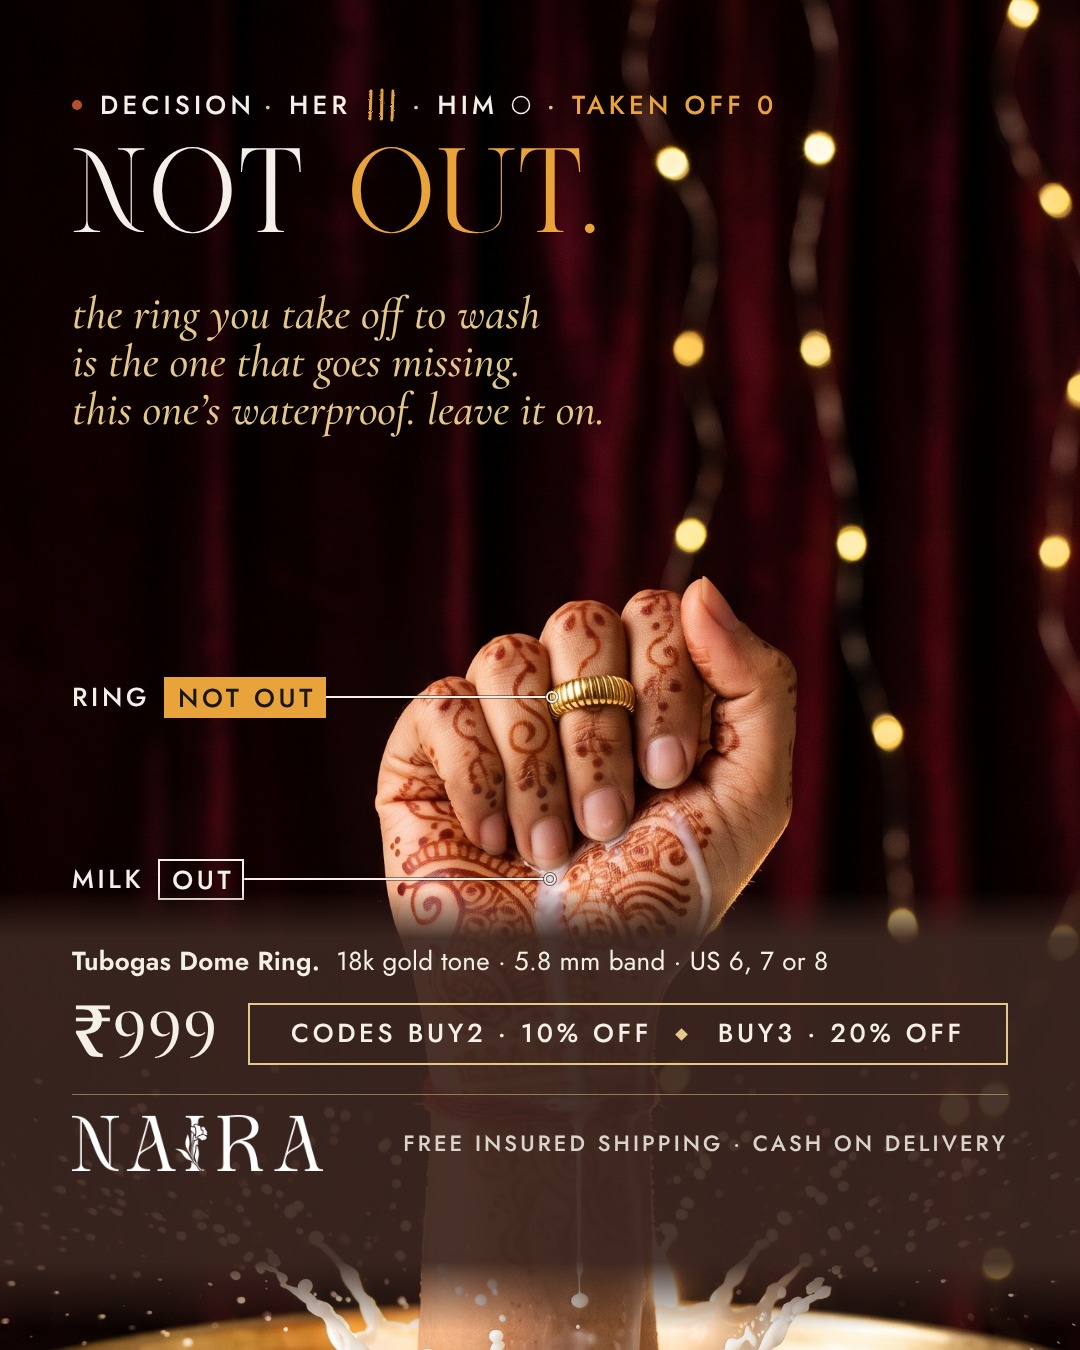 • DECISION · HER ||| · HIM ○ · TAKEN OFF 0
NOT OUT.
the ring you take off to wash
is the one that goes missing.
this one’s waterproof. leave it on.
RING NOT OUT
MILK OUT
Tubogas Dome Ring. 18k gold tone · 5.8 mm band · US 6, 7 or 8
₹999 CODES BUY2 · 10% OFF ◆ BUY3 · 20% OFF
NAIRA
FREE INSURED SHIPPING · CASH ON DELIVERY